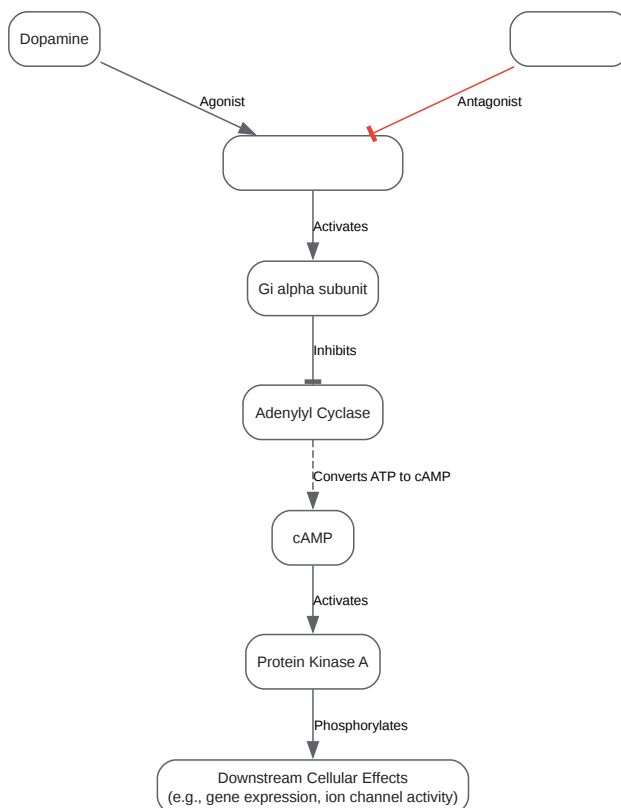 Dopamine
Agonist
Antagonist
Activates
Gi alpha subunit
Inhibits
Adenylyl Cyclase
Converts ATP to cAMP
cAMP
Activates
Protein Kinase A
Phosphorylates
Downstream Cellular Effects
(e.g., gene expression, ion channel activity)